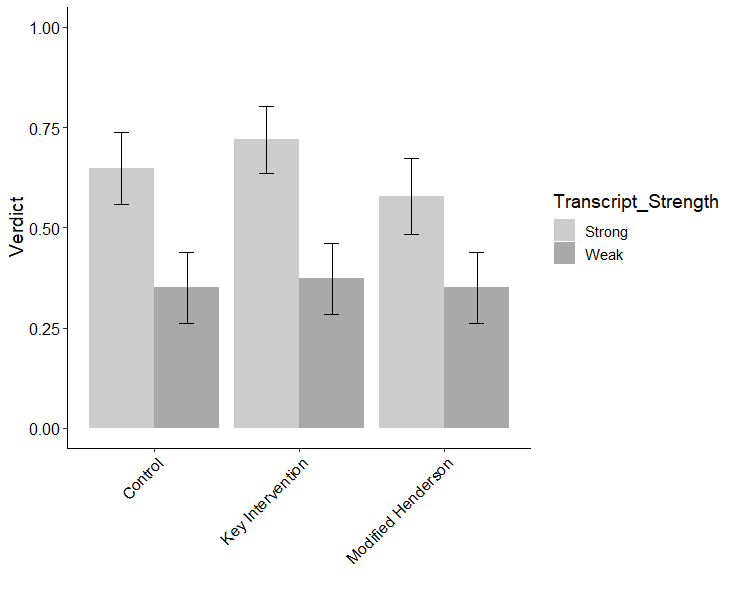 1.00
0.75
0.50
0.25
0.00
Verdict
Control
Key Intervention
Modified Henderson
Transcript_Strength
Strong
Weak